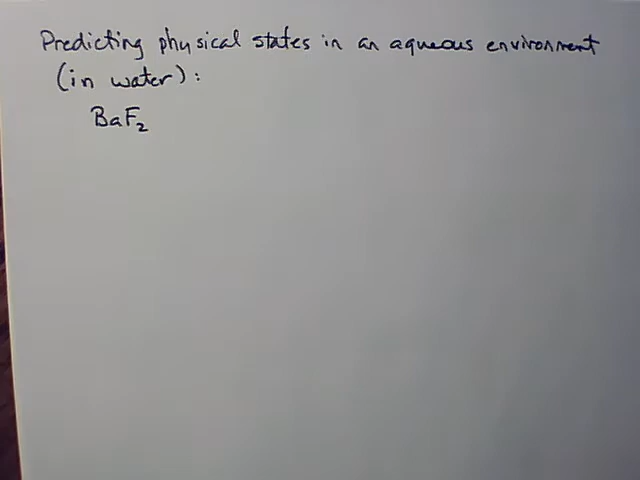 Predicting physical states in an aqueous environment
(in water):
BaF₂